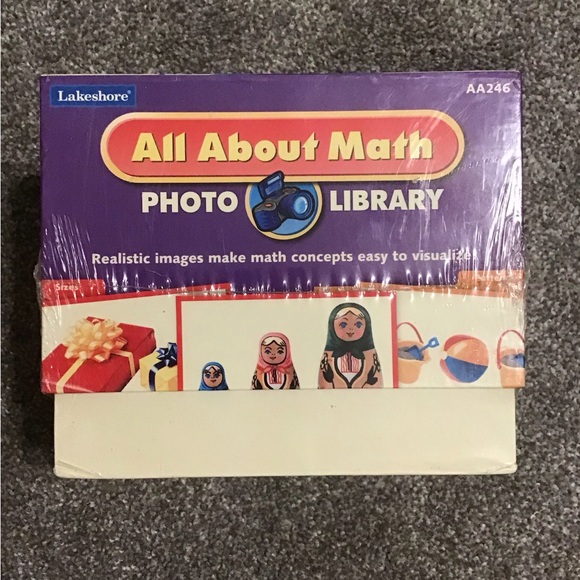 Lakeshore®
AA246
All About Math
PHOTO LIBRARY
Realistic images make math concepts easy to visualize
Sizes